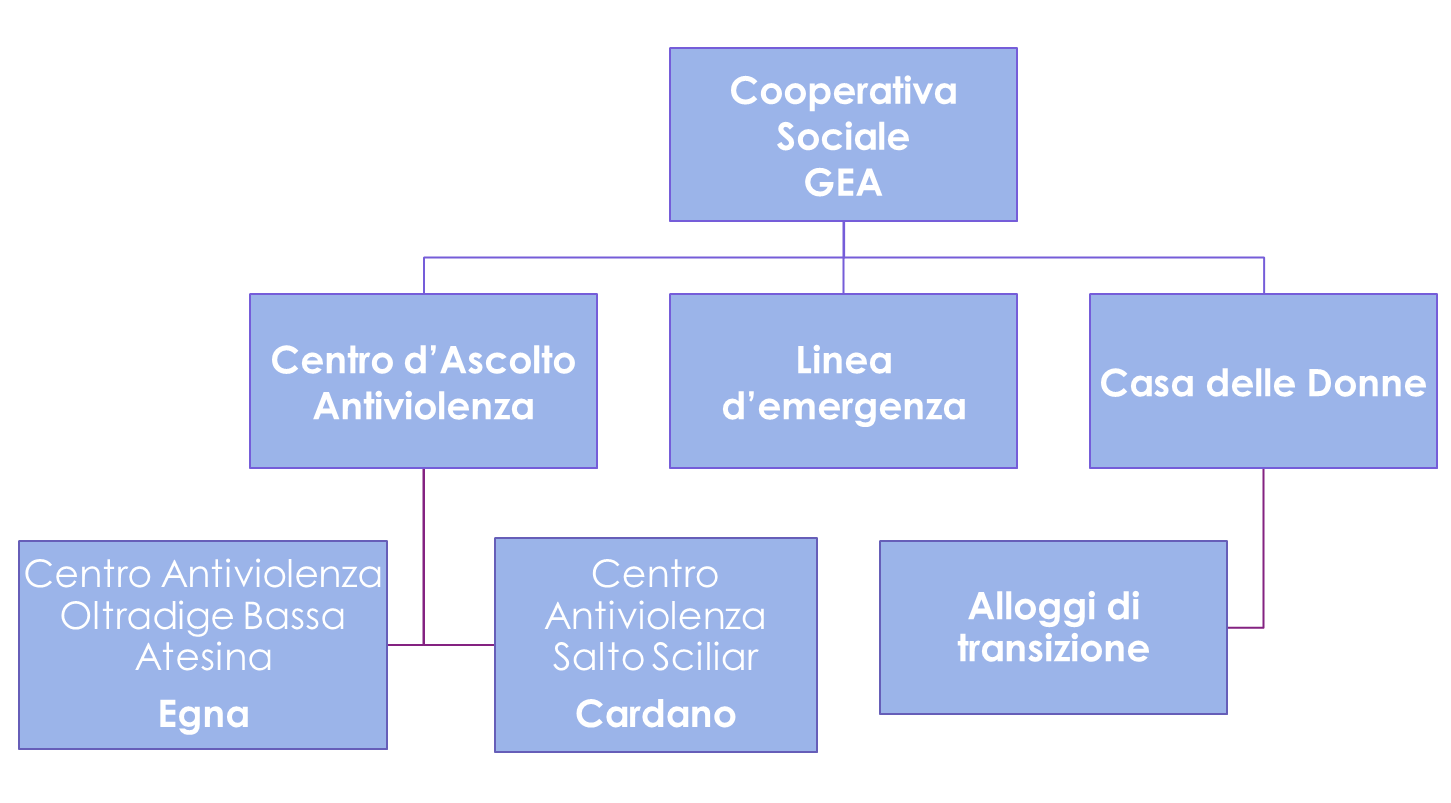 Cooperativa
Sociale
GEA
Centro d’Ascolto
Antiviolenza
Linea
d’emergenza
Casa delle Donne
Centro Antiviolenza
Oltradige Bassa
Atesina
Egna
Centro
Antiviolenza
Salto Sciliar
Cardano
Alloggi di
transizione